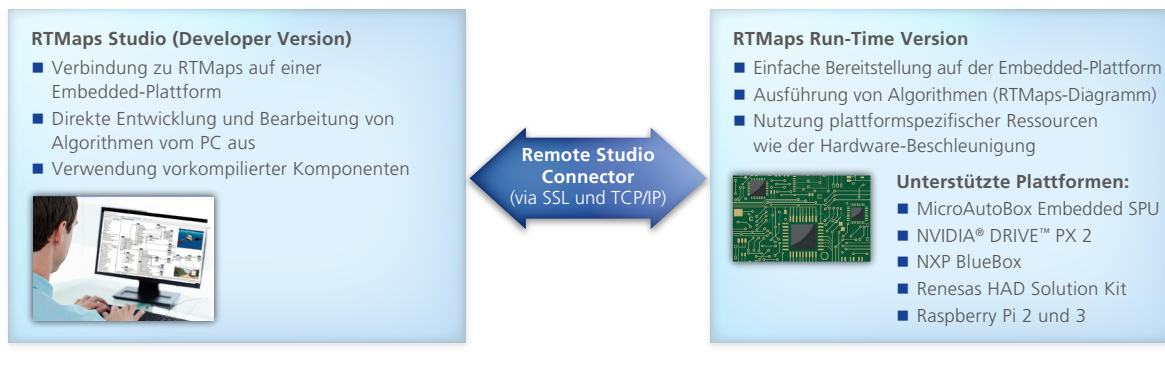 RTMaps Studio (Developer Version)
■ Verbindung zu RTMaps auf einer
Embedded-Plattform
■ Direkte Entwicklung und Bearbeitung von
Algorithmen vom PC aus
■ Verwendung vorkompilierter Komponenten
Remote Studio
Connector
(via SSL und TCP/IP)
RTMaps Run-Time Version
■ Einfache Bereitstellung auf der Embedded-Plattform
■ Ausführung von Algorithmen (RTMaps-Diagramm)
■ Nutzung plattformspezifischer Ressourcen
wie der Hardware-Beschleunigung
Unterstützte Plattformen:
■ MicroAutoBox Embedded SPU
■ NVIDIA® DRIVE™ PX 2
■ NXP BlueBox
■ Renesas HAD Solution Kit
■ Raspberry Pi 2 und 3